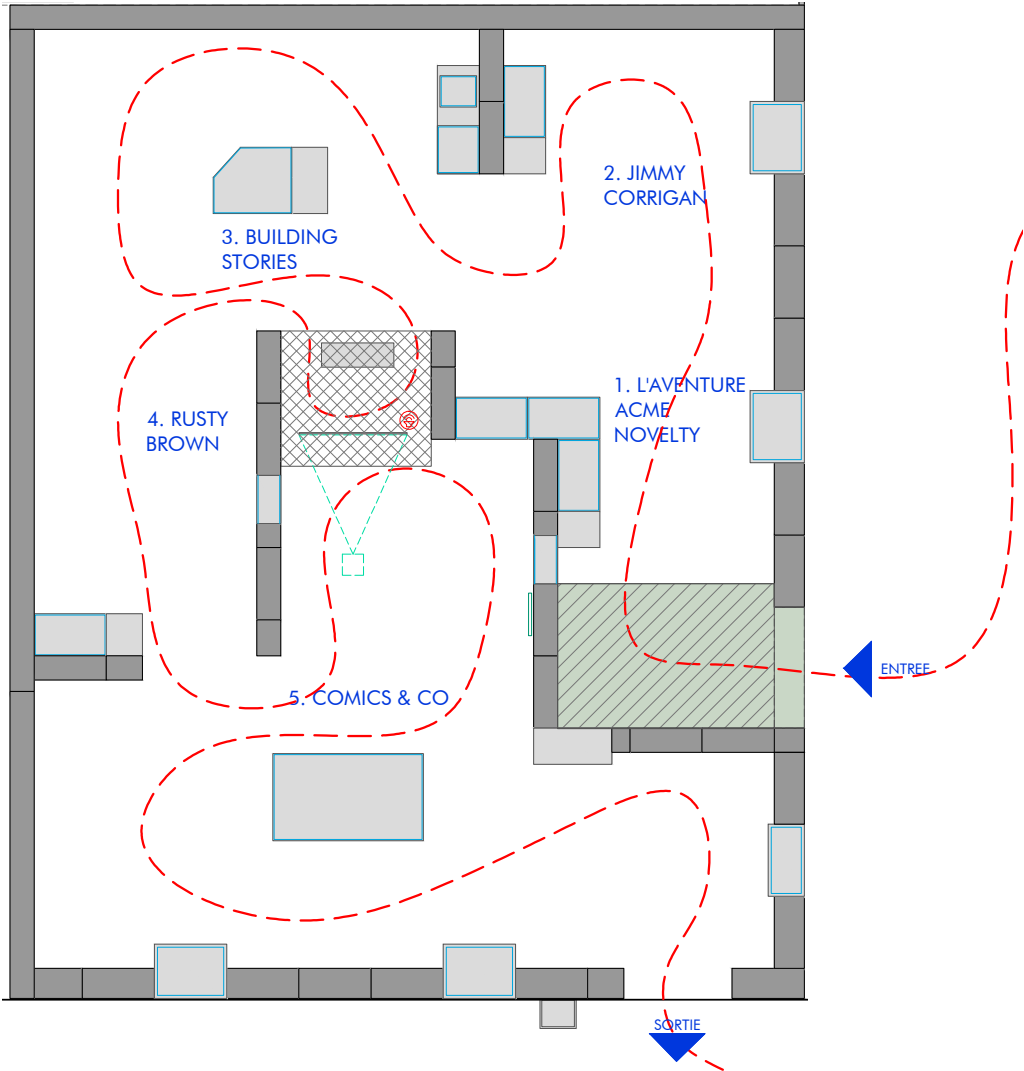 2. JIMMY
CORRIGAN
3. BUILDING
STORIES
1. L'AVENTURE
ACME
NOVELTY
4. RUSTY
BROWN
ENTREE
5. COMICS & CO
SORTIE